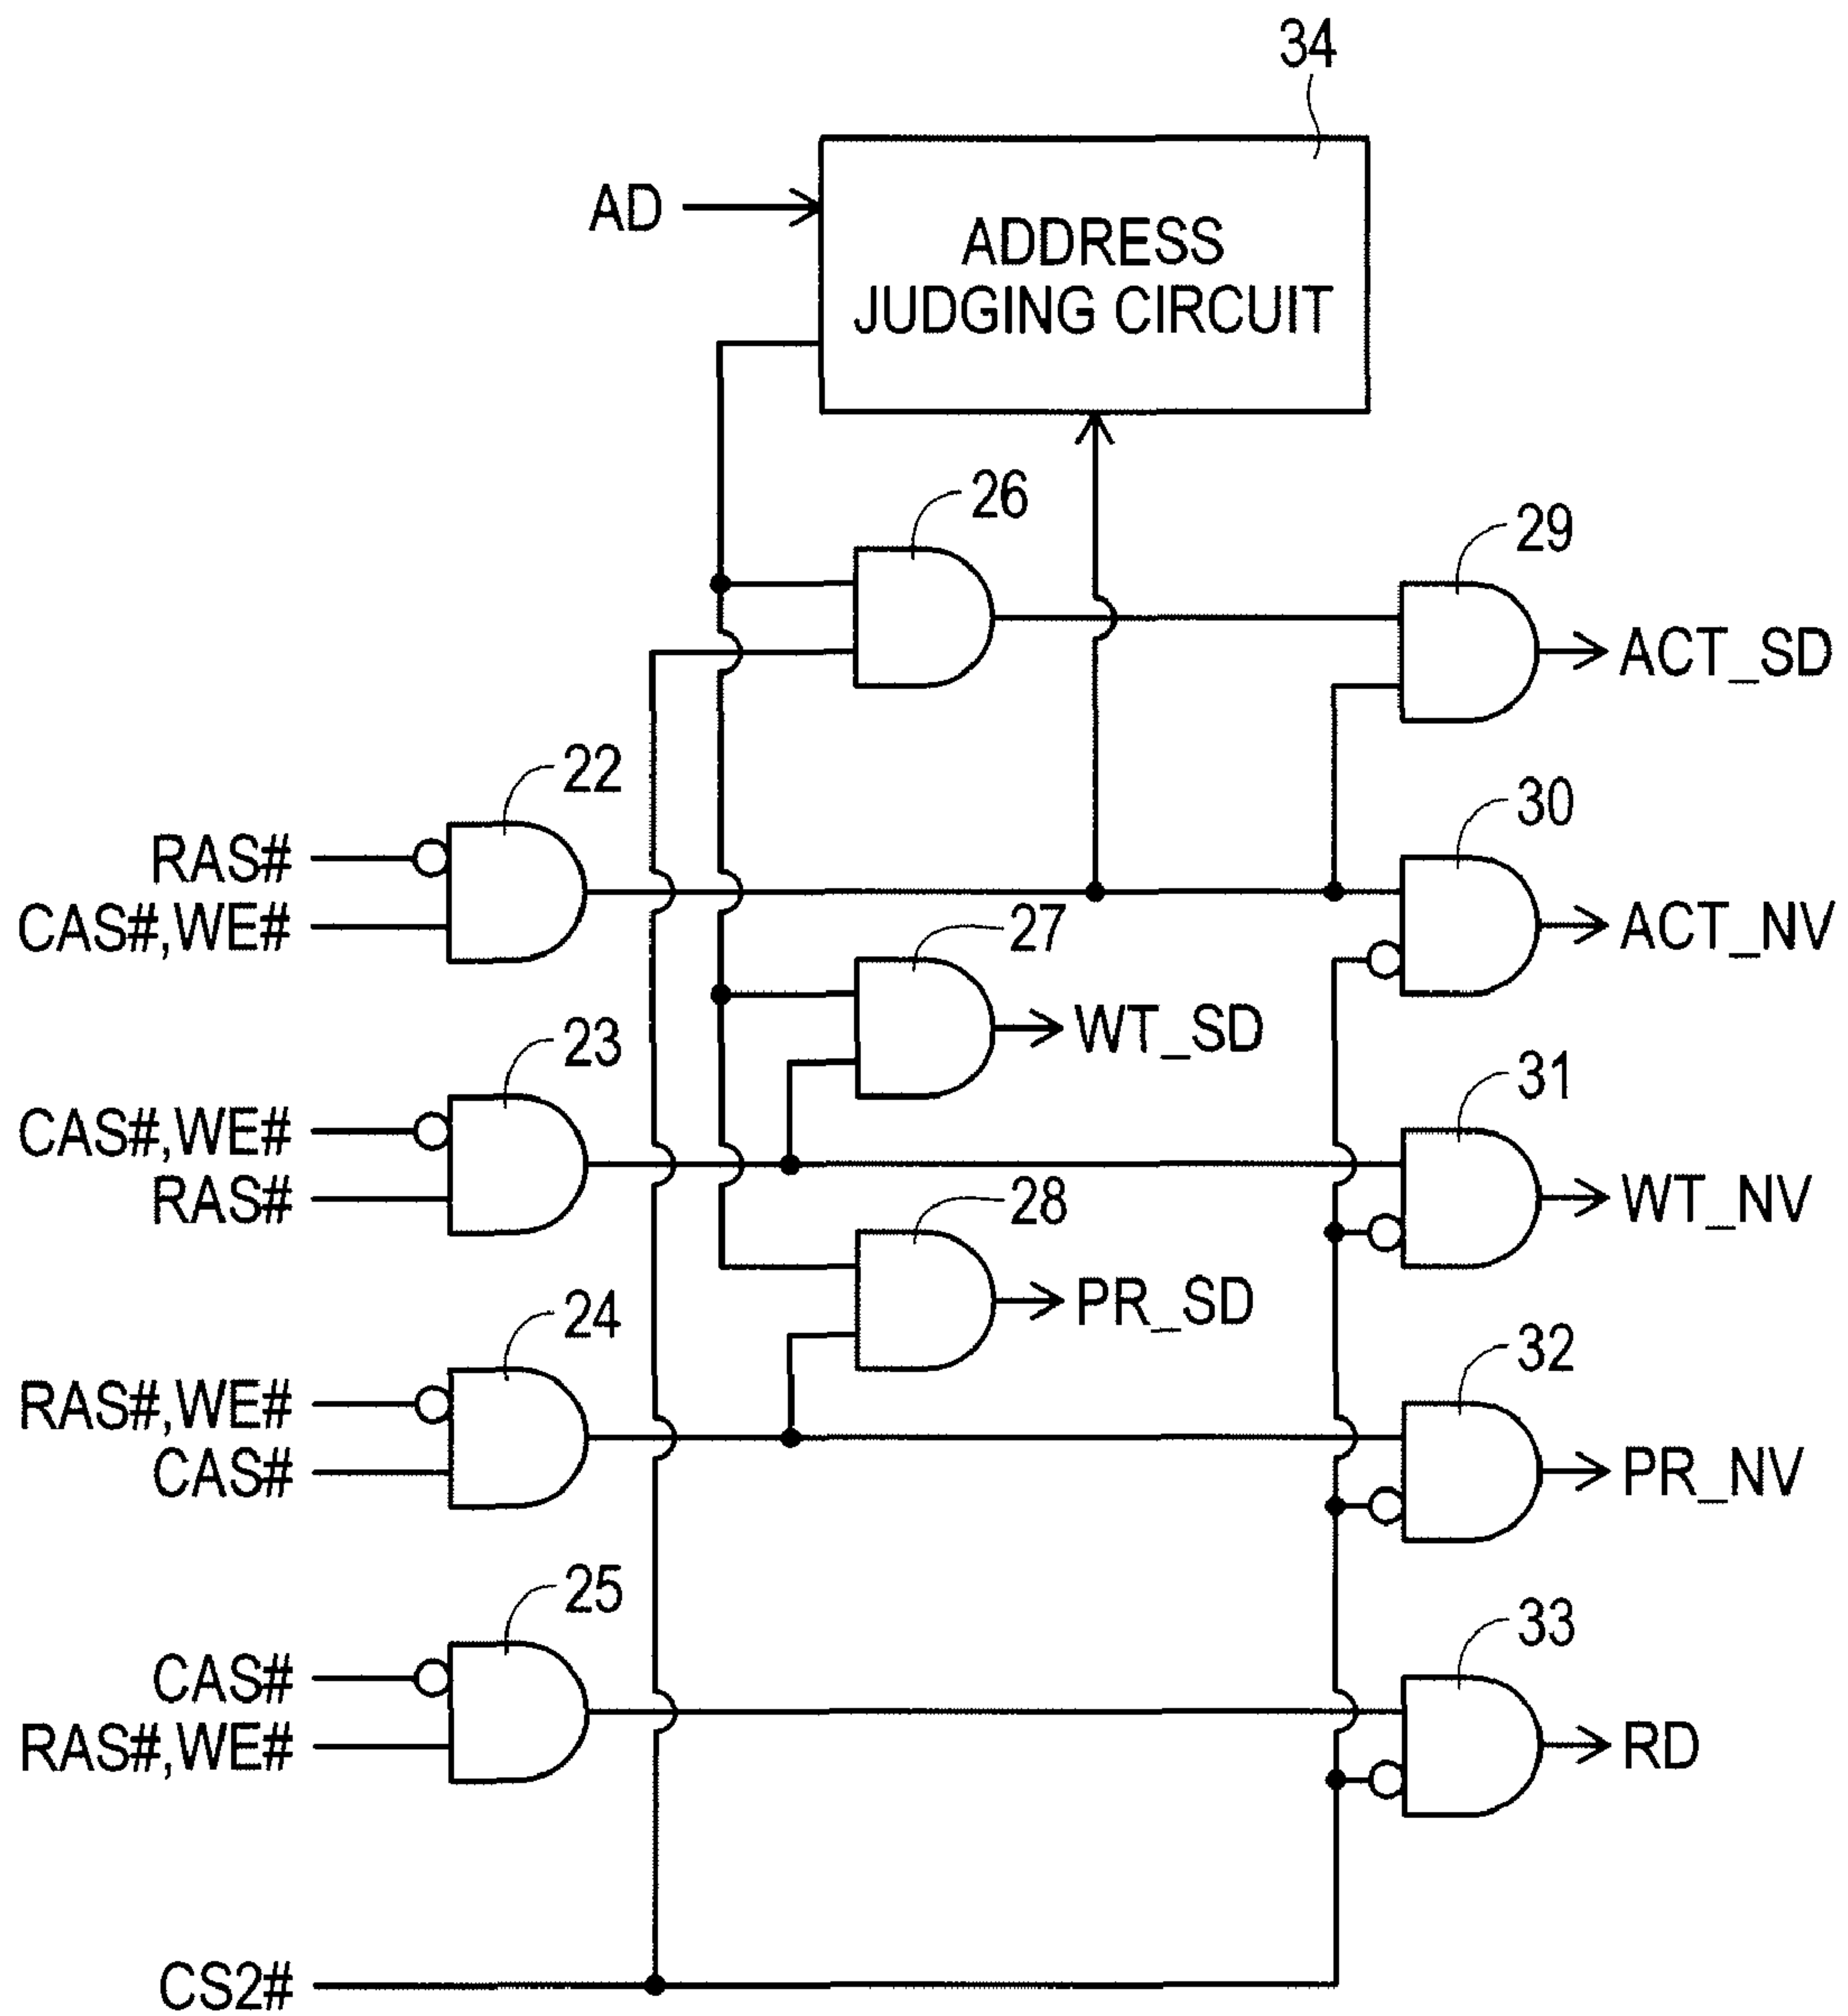 34
AD
ADDRESS
JUDGING CIRCUIT
26
29
ACT_SD
22
30
RAS#
CAS#,WE#
ACT_NV
27
WT_SD
23
31
CAS#,WE#
RAS#
WT_NV
28
PR_SD
24
32
RAS#,WE#
CAS#
PR_NV
25
33
CAS#
RAS#,WE#
RD
CS2#